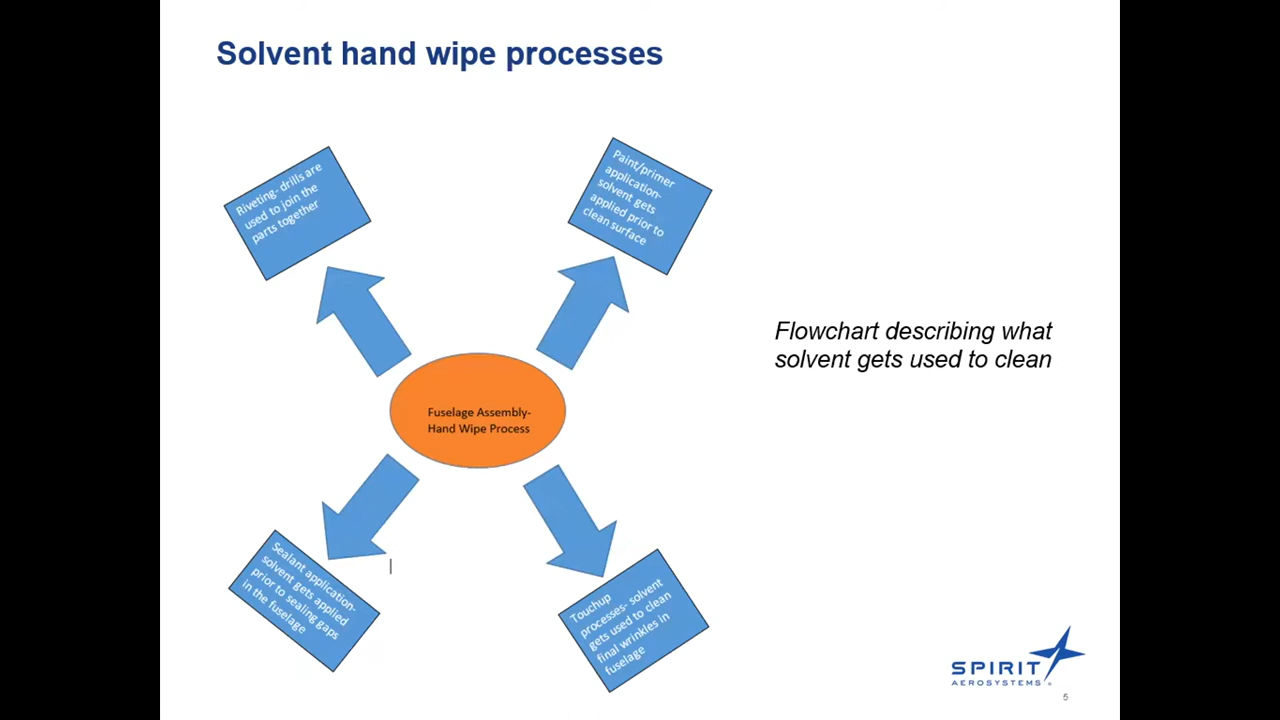 Solvent hand wipe processes
Riveting- drills are
used to join the
parts together
Paint/primer
application-
solvent gets
applied prior to
clean surface
Flowchart describing what
solvent gets used to clean
Fuselage Assembly-
Hand Wipe Process
Sealant application-
solvent gets applied
prior to sealing gaps
in the fuselage
Touchup
processes- solvent
gets used to clean
final wrinkles in
fuselage
SPIRIT
AEROSYSTEMS
5